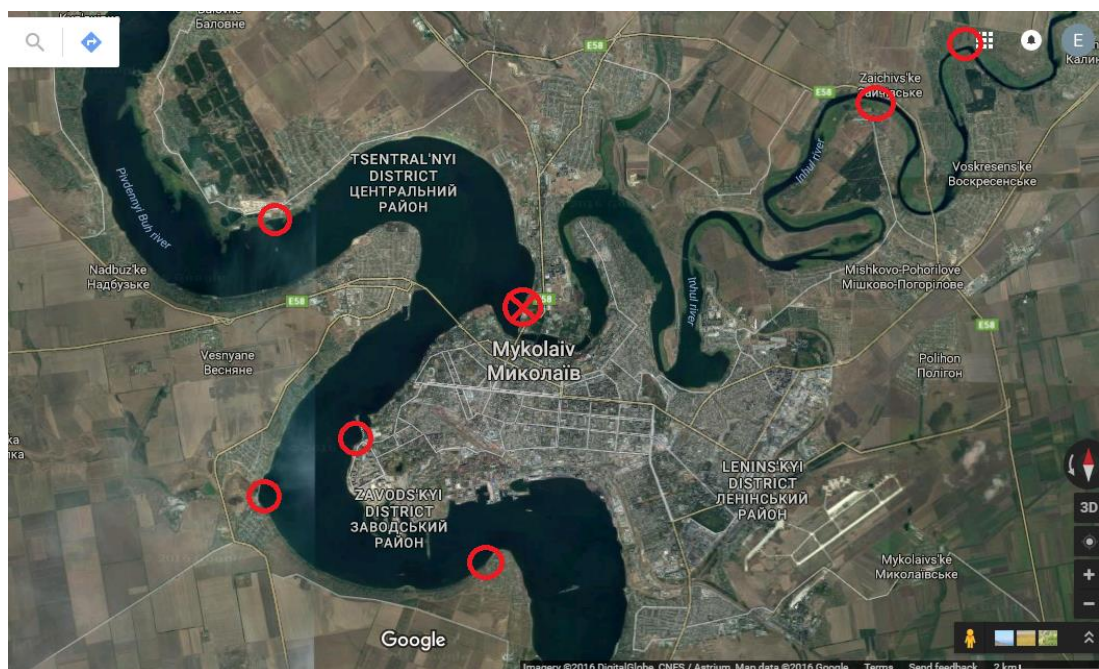 Баловне
E58
E
Кали
Zaichivs'ke
E58
TSENTRAL'NYI
DISTRICT
ЦЕНТРАЛЬНИЙ
РАЙОН
Inhul river
Voskresens'ke
Воскресенське
Pivdennyi Buh river
Nadbuz'ke
Надбузьке
Mishkovo-Pohorilove
Мішково-Погорілове
Inhul river
E58
E58
E58
Vesnyane
Весняне
Mykolaiv
Миколаїв
Polihon
Полігон
LENINS'KYI
DISTRICT
ЛЕНІНСЬКИЙ
РАЙОН
ZAVODS'KYI
DISTRICT
ЗАВОДСЬКИЙ
РАЙОН
3D
Mykolaivs'ke
Миколаївське
Google
Imagery ©2016 DigitalGlobe, CNES / Astrium, Map data ©2016 Google Terms Send feedback 2 km